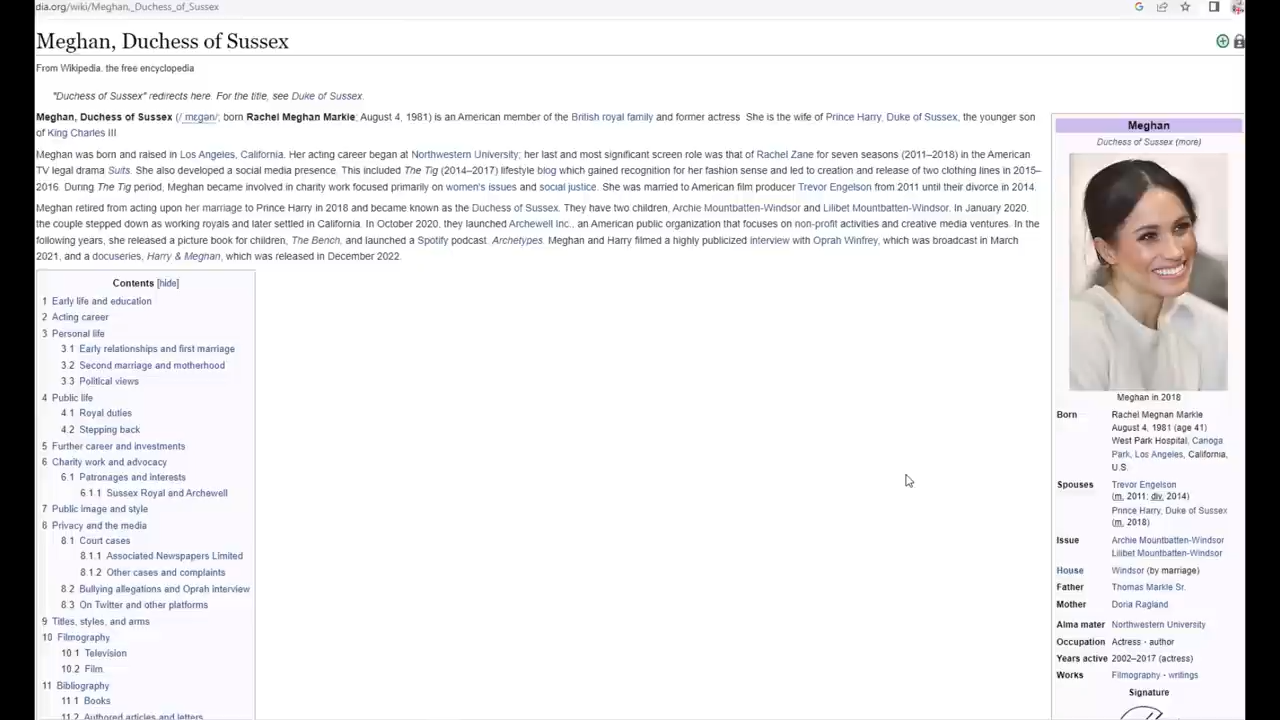 dia.org/wiki/Meghan,_Duchess_of_Sussex
Meghan, Duchess of Sussex
From Wikipedia, the free encyclopedia
"Duchess of Sussex" redirects here. For the title, see Duke of Sussex.
Meghan, Duchess of Sussex (/ˈmɛɡən/; born Rachel Meghan Markle; August 4, 1981) is an American member of the British royal family and former actress. She is the wife of Prince Harry, Duke of Sussex, the younger son
of King Charles III
Meghan was born and raised in Los Angeles, California. Her acting career began at Northwestern University; her last and most significant screen role was that of Rachel Zane for seven seasons (2011–2018) in the American
TV legal drama Suits. She also developed a social media presence. This included The Tig (2014–2017) lifestyle blog which gained recognition for her fashion sense and led to creation and release of two clothing lines in 2015–
2016. During The Tig period, Meghan became involved in charity work focused primarily on women's issues and social justice. She was married to American film producer Trevor Engelson from 2011 until their divorce in 2014.
Meghan retired from acting upon her marriage to Prince Harry in 2018 and became known as the Duchess of Sussex. They have two children, Archie Mountbatten-Windsor and Lilibet Mountbatten-Windsor. In January 2020,
the couple stepped down as working royals and later settled in California. In October 2020, they launched Archewell Inc., an American public organization that focuses on non-profit activities and creative media ventures. In the
following years, she released a picture book for children, The Bench, and launched a Spotify podcast, Archetypes. Meghan and Harry filmed a highly publicized interview with Oprah Winfrey, which was broadcast in March
2021, and a docuseries, Harry & Meghan, which was released in December 2022.
Contents [hide]
1 Early life and education
2 Acting career
3 Personal life
3.1 Early relationships and first marriage
3.2 Second marriage and motherhood
3.3 Political views
4 Public life
4.1 Royal duties
4.2 Stepping back
5 Further career and investments
6 Charity work and advocacy
6.1 Patronages and interests
6.1.1 Sussex Royal and Archewell
7 Public image and style
8 Privacy and the media
8.1 Court cases
8.1.1 Associated Newspapers Limited
8.1.2 Other cases and complaints
8.2 Bullying allegations and Oprah interview
8.3 On Twitter and other platforms
9 Titles, styles, and arms
10 Filmography
10.1 Television
10.2 Film
11 Bibliography
11.1 Books
11.2 Authored articles and letters
Meghan
Duchess of Sussex (more)
Meghan in 2018
Born Rachel Meghan Markle
August 4, 1981 (age 41)
West Park Hospital, Canoga
Park, Los Angeles, California,
U.S.
Spouses Trevor Engelson
(m. 2011; div. 2014)
Prince Harry, Duke of Sussex
(m. 2018)
Issue Archie Mountbatten-Windsor
Lilibet Mountbatten-Windsor
House Windsor (by marriage)
Father Thomas Markle Sr.
Mother Doria Ragland
Alma mater Northwestern University
Occupation Actress · author
Years active 2002–2017 (actress)
Works Filmography · writings
Signature